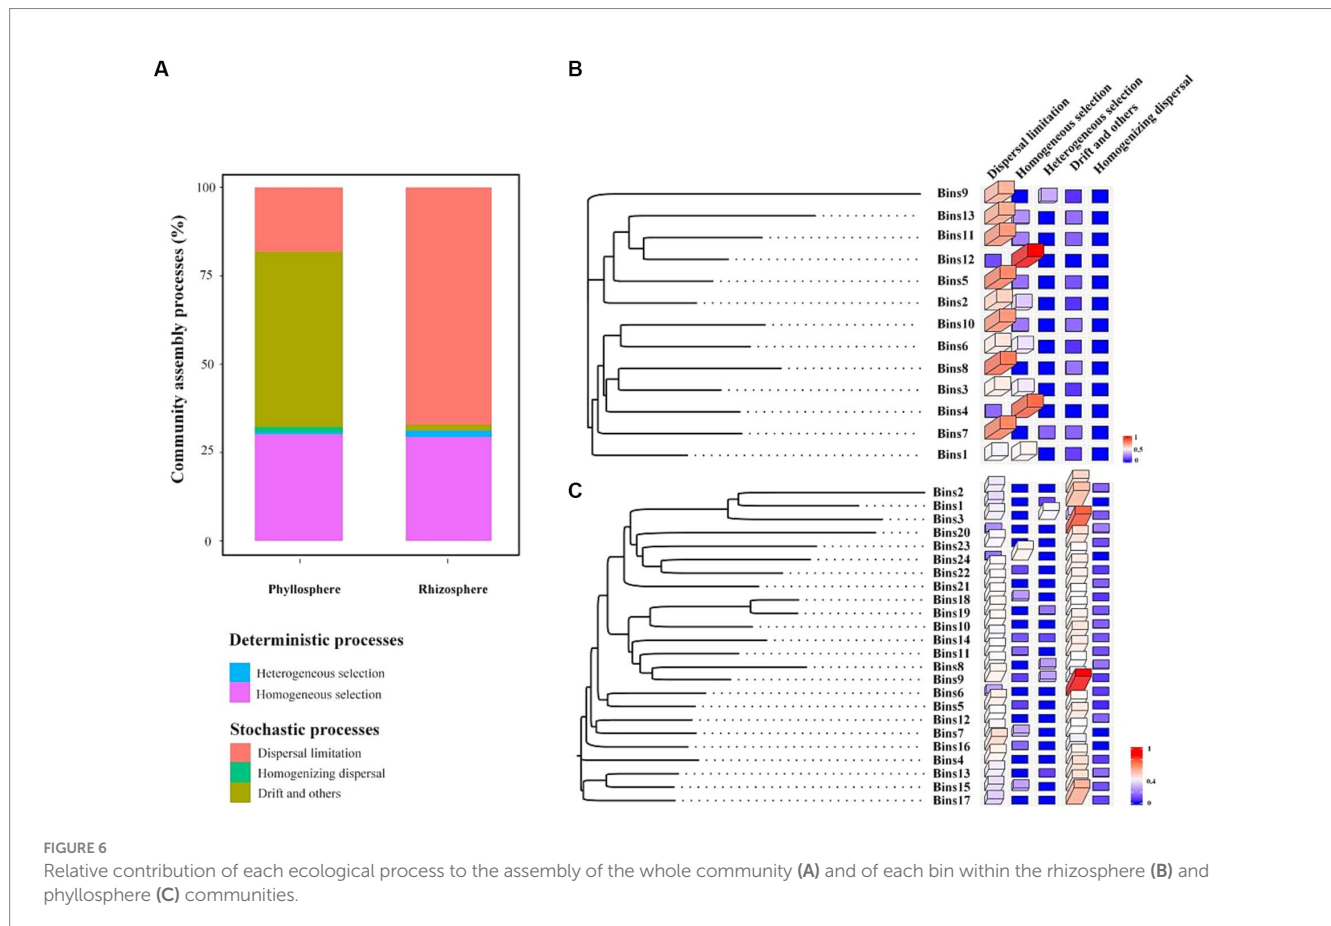 A
Community assembly processes (%)
100
75
50
25
0
Phyllosphere
Rhizosphere
Deterministic processes
Heterogeneous selection
Homogeneous selection
Stochastic processes
Dispersal limitation
Homogenizing dispersal
Drift and others
B
Dispersal limitation
Homogeneous selection
Heterogeneous selection
Drift and others
Homogenizing dispersal
Bins9
Bins13
Bins11
Bins12
Bins5
Bins2
Bins10
Bins6
Bins8
Bins3
Bins4
Bins7
Bins1
1
0.5
0
C
Bins2
Bins1
Bins3
Bins20
Bins23
Bins24
Bins22
Bins21
Bins18
Bins19
Bins10
Bins14
Bins11
Bins8
Bins9
Bins6
Bins5
Bins12
Bins7
Bins16
Bins4
Bins13
Bins15
Bins17
1
0.4
0
FIGURE 6
Relative contribution of each ecological process to the assembly of the whole community (A) and of each bin within the rhizosphere (B) and
phyllosphere (C) communities.